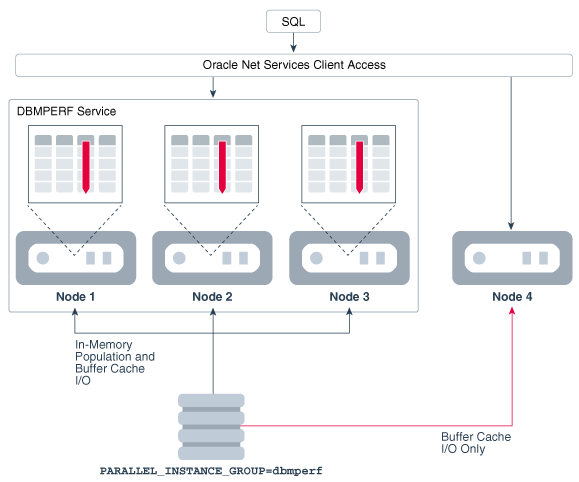 SQL
Oracle Net Services Client Access
DBMPERF Service
Node 1
Node 2
Node 3
Node 4
In-Memory
Population and
Buffer Cache
I/O
Buffer Cache
I/O Only
PARALLEL_INSTANCE_GROUP=dbmperf